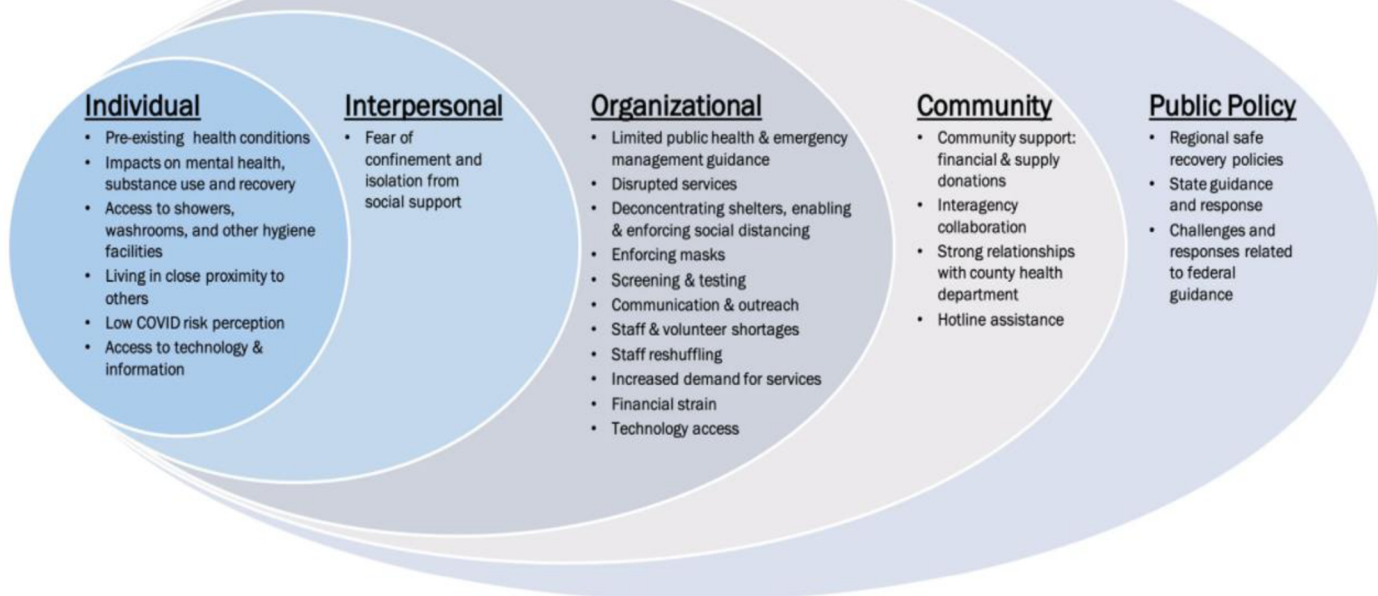 Individual
• Pre-existing health conditions
• Impacts on mental health,
substance use and recovery
• Access to showers,
washrooms, and other hygiene
facilities
• Living in close proximity to
others
• Low COVID risk perception
• Access to technology &
information
Interpersonal
• Fear of
confinement and
isolation from
social support
Organizational
• Limited public health & emergency
management guidance
• Disrupted services
• Deconcentrating shelters, enabling
& enforcing social distancing
• Enforcing masks
• Screening & testing
• Communication & outreach
• Staff & volunteer shortages
• Staff reshuffling
• Increased demand for services
• Financial strain
• Technology access
Community
• Community support:
financial & supply
donations
• Interagency
collaboration
• Strong relationships
with county health
department
• Hotline assistance
Public Policy
• Regional safe
recovery policies
• State guidance
and response
• Challenges and
responses related
to federal
guidance